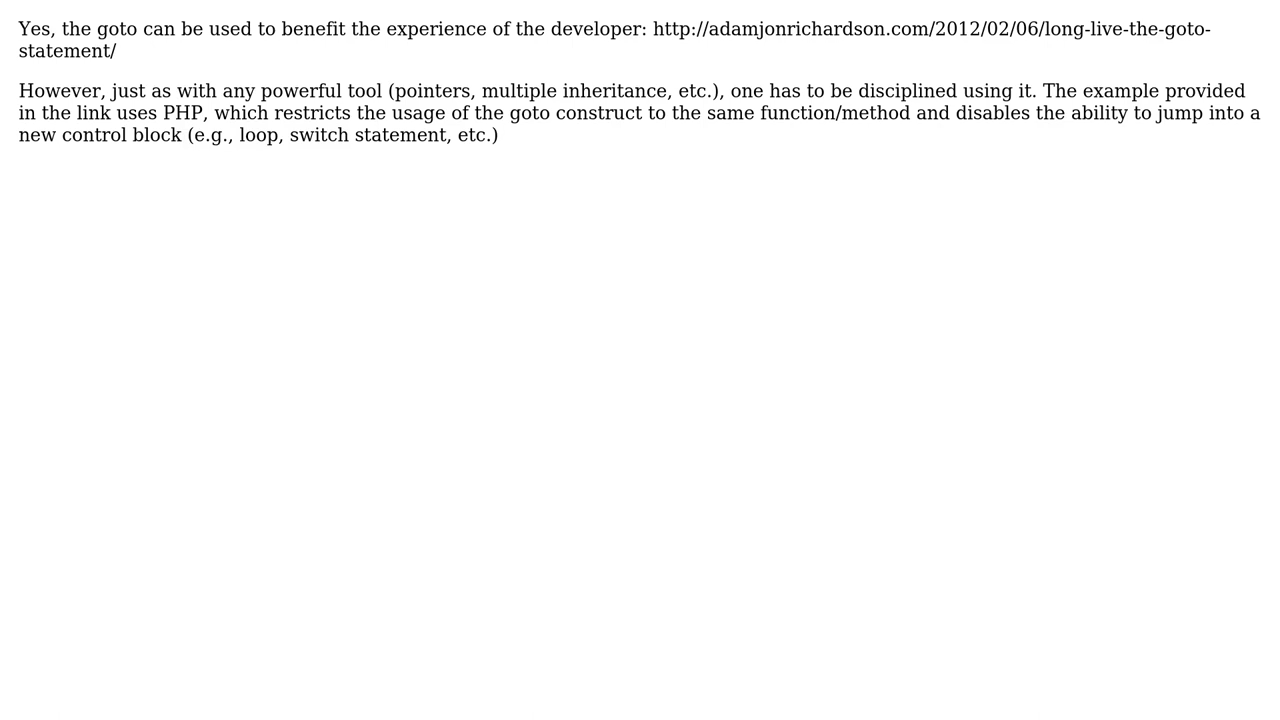 Yes, the goto can be used to benefit the experience of the developer: http://adamjonrichardson.com/2012/02/06/long-live-the-goto-
statement/
However, just as with any powerful tool (pointers, multiple inheritance, etc.), one has to be disciplined using it. The example provided
in the link uses PHP, which restricts the usage of the goto construct to the same function/method and disables the ability to jump into a
new control block (e.g., loop, switch statement, etc.)